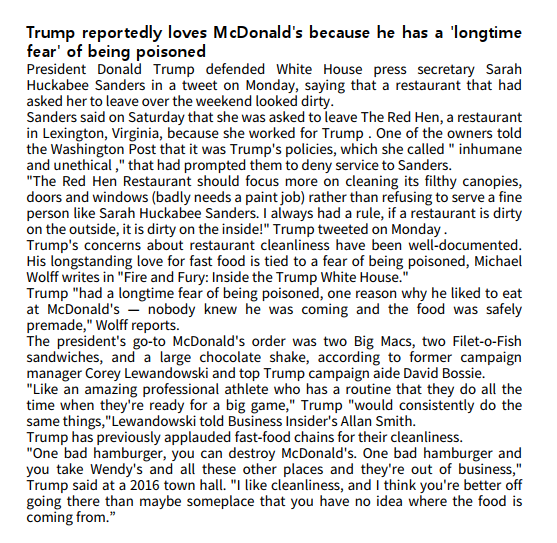 Trump reportedly loves McDonald's because he has a 'longtime
fear' of being poisoned
President Donald Trump defended White House press secretary Sarah
Huckabee Sanders in a tweet on Monday, saying that a restaurant that had
asked her to leave over the weekend looked dirty.
Sanders said on Saturday that she was asked to leave The Red Hen, a restaurant
in Lexington, Virginia, because she worked for Trump . One of the owners told
the Washington Post that it was Trump's policies, which she called " inhumane
and unethical ," that had prompted them to deny service to Sanders.
"The Red Hen Restaurant should focus more on cleaning its filthy canopies,
doors and windows (badly needs a paint job) rather than refusing to serve a fine
person like Sarah Huckabee Sanders. I always had a rule, if a restaurant is dirty
on the outside, it is dirty on the inside!" Trump tweeted on Monday .
Trump's concerns about restaurant cleanliness have been well-documented.
His longstanding love for fast food is tied to a fear of being poisoned, Michael
Wolff writes in "Fire and Fury: Inside the Trump White House."
Trump "had a longtime fear of being poisoned, one reason why he liked to eat
at McDonald's — nobody knew he was coming and the food was safely
premade," Wolff reports.
The president's go-to McDonald's order was two Big Macs, two Filet-o-Fish
sandwiches, and a large chocolate shake, according to former campaign
manager Corey Lewandowski and top Trump campaign aide David Bossie.
"Like an amazing professional athlete who has a routine that they do all the
time when they're ready for a big game," Trump "would consistently do the
same things,"Lewandowski told Business Insider's Allan Smith.
Trump has previously applauded fast-food chains for their cleanliness.
"One bad hamburger, you can destroy McDonald's. One bad hamburger and
you take Wendy's and all these other places and they're out of business,"
Trump said at a 2016 town hall. "I like cleanliness, and I think you're better off
going there than maybe someplace that you have no idea where the food is
coming from.”